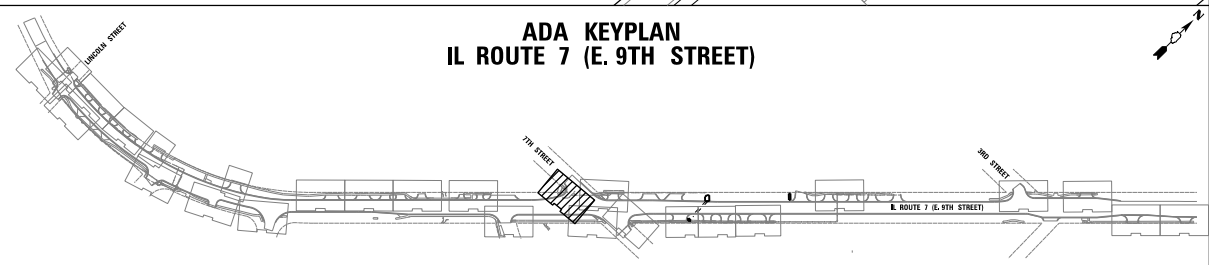 ADA KEYPLAN
IL ROUTE 7 (E. 9TH STREET)
N
LINCOLN STREET
7TH STREET
3RD STREET
IL ROUTE 7 (E. 9TH STREET)